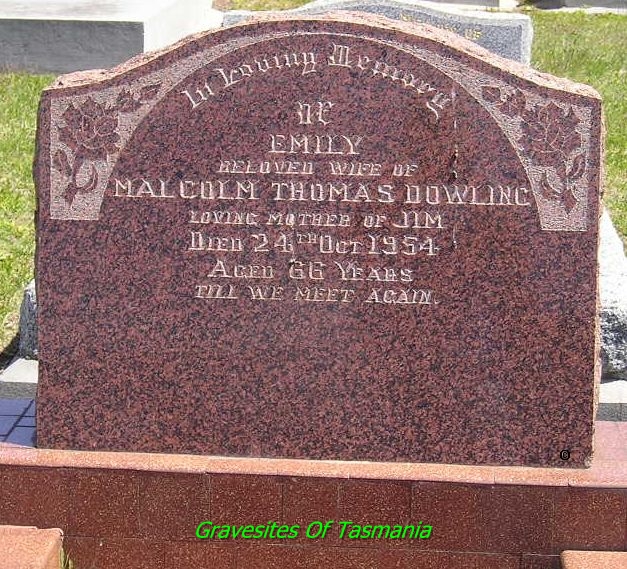 In Loving Memory
OF
EMILY
BELOVED WIFE OF
MALCOLM THOMAS DOWLING
LOVING MOTHER OF JIM
DIED 24TH OCT 1954
AGED 66 YEARS
TILL WE MEET AGAIN.
©
Gravesites Of Tasmania